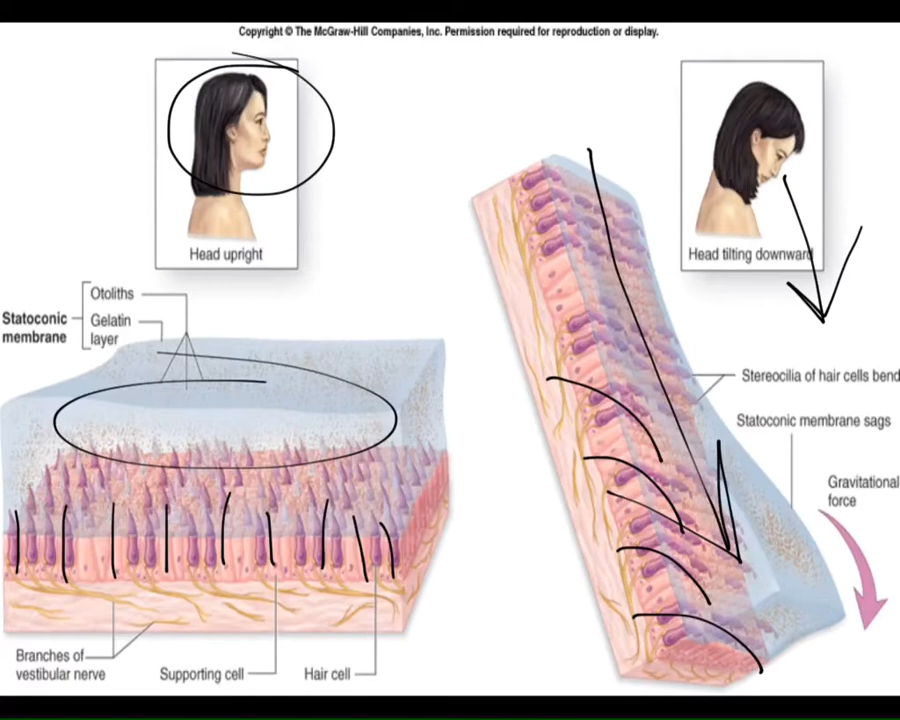 Copyright © The McGraw-Hill Companies, Inc. Permission required for reproduction or display.
Head upright
Head tilting downward
Otoliths
Statoconic
membrane
Gelatin
layer
Stereocilia of hair cells bend
Statoconic membrane sags
Gravitational
force
Branches of
vestibular nerve
Supporting cell
Hair cell